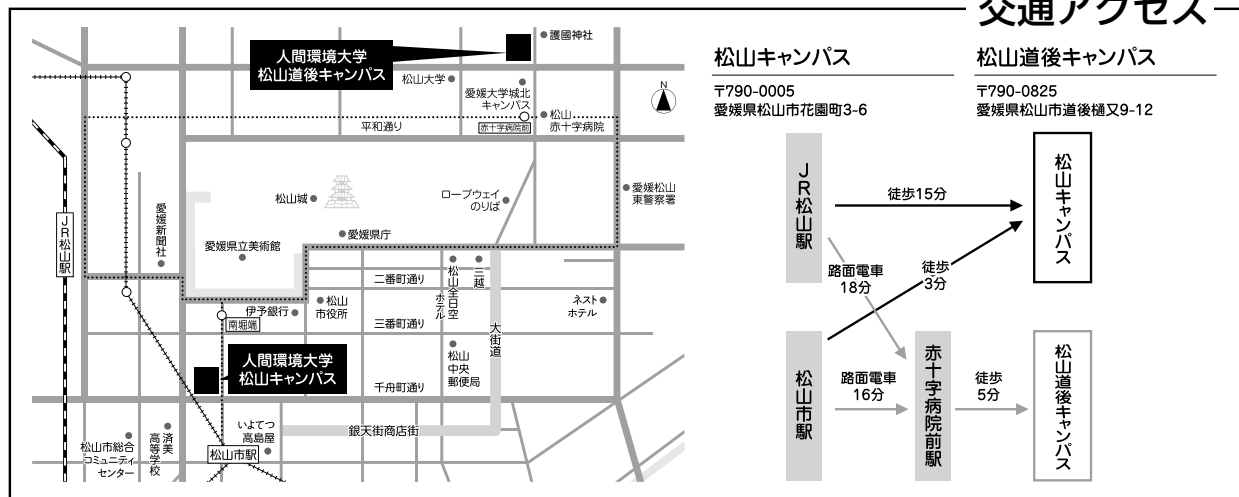 交通アクセス
人間環境大学
松山道後キャンパス
護國神社
松山大学
愛媛大学城北
キャンパス
松山
赤十字病院
赤十字病院前
平和通り
N
松山城
ロープウェイ
のりば
愛媛松山
東警察署
JR松山駅
愛媛新聞社
愛媛県立美術館
愛媛県庁
二番町通り
松山全日空
ホテル
三越
伊予銀行
松山
市役所
ネスト
ホテル
南堀端
三番町通り
大街道
人間環境大学
松山キャンパス
松山
中央
郵便局
千舟町通り
いよてつ
高島屋
銀天街商店街
松山市総合
コミュニティ
センター
済美
高等学校
松山市駅
松山キャンパス
〒790-0005
愛媛県松山市花園町3-6
松山道後キャンパス
〒790-0825
愛媛県松山市道後樋又9-12
JR松山駅
徒歩15分
松山キャンパス
路面電車
18分
徒歩
3分
松山市駅
路面電車
16分
赤十字病院前駅
徒歩
5分
松山道後キャンパス